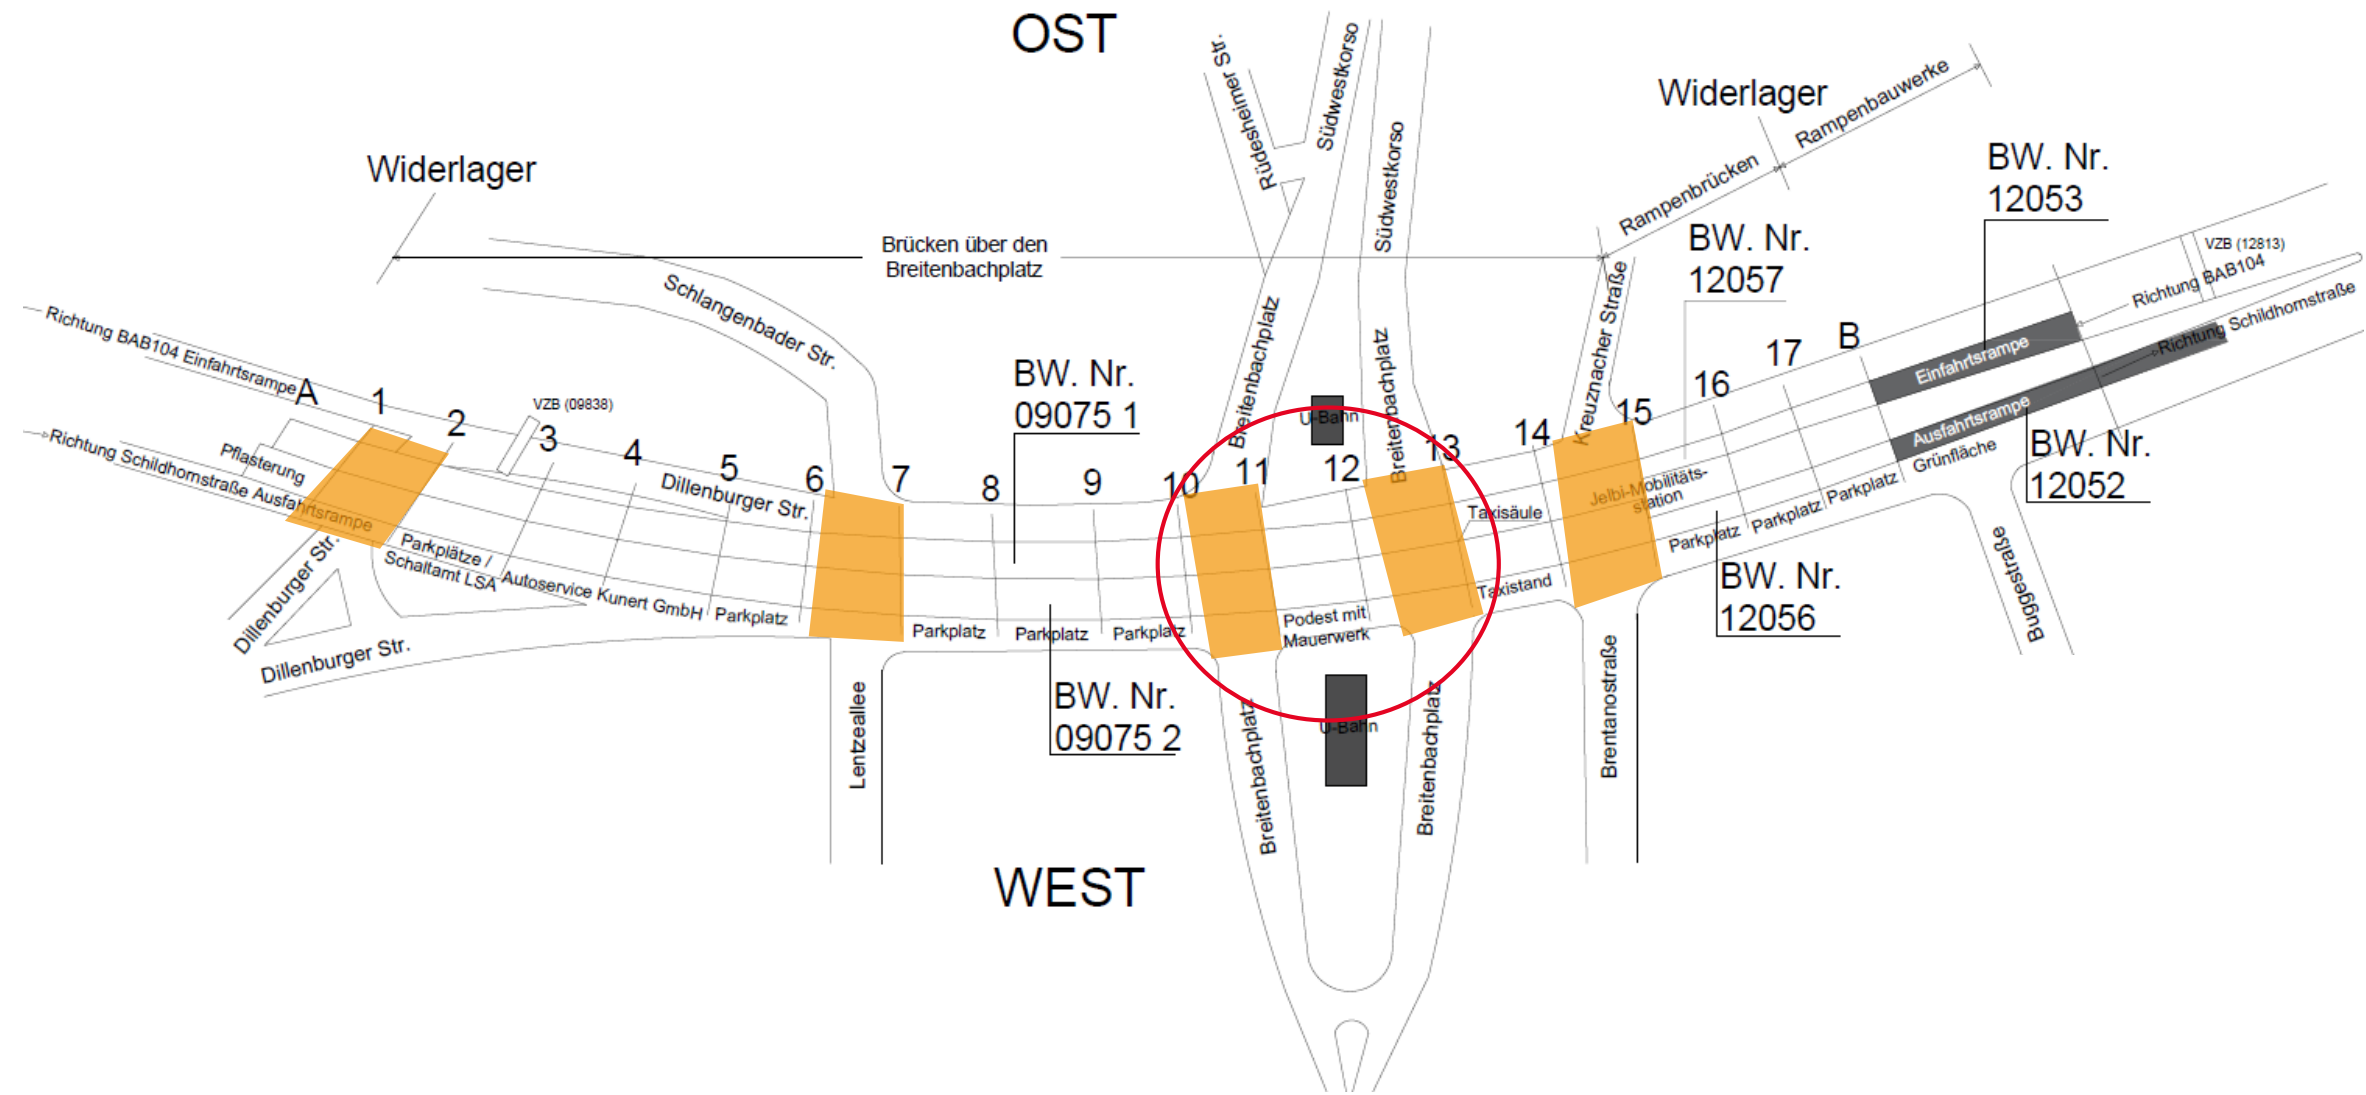 OST
Rüdesheimer Str.
Südwestkorso
Südwestkorso
Widerlager
Rampenbauwerke
Rampenbrücken
Widerlager
BW. Nr.
12053
BW. Nr.
12057
Brücken über den
Breitenbachplatz
VZB (12813)
Richtung BAB104
Richtung Schildhornstraße
Schlangenbader Str.
Kreuznacher Straße
Breitenbachplatz
Breitenbachplatz
Richtung BAB104 Einfahrtsrampe
Richtung Schildhornstraße Ausfahrtsrampe
Pflasterung
A
1
2
VZB (09838)
3
4
5
6
7
8
9
10
11
12
13
14
15
16
17
B
BW. Nr.
09075 1
U-Bahn
Einfahrtsrampe
Ausfahrtsrampe
Grünfläche
BW. Nr.
12052
Dillenburger Str.
Taxisäule
Jelbi-Mobilitäts-
station
Parkplatz
Parkplatz
Parkplatz
Parkplätze /
Schaltamt LSA
Autoservice Kunert GmbH
Parkplatz
Parkplatz
Parkplatz
Parkplatz
Podest mit
Mauerwerk
Taxistand
BW. Nr.
12056
Dillenburger Str.
Dillenburger Str.
BW. Nr.
09075 2
U-Bahn
Lentzeallee
Breitenbachplatz
Breitenbachplatz
Brentanostraße
Buggestraße
WEST